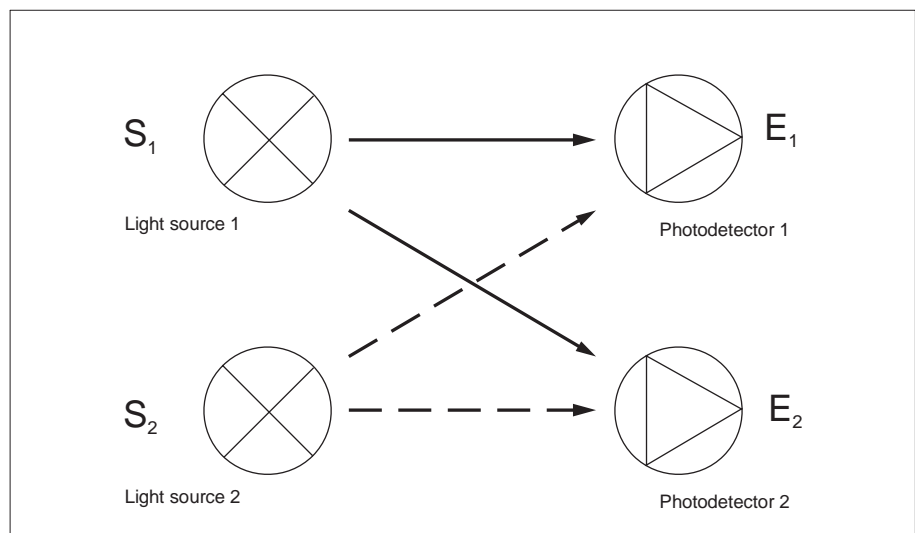 S1
E1
Light source 1
Photodetector 1
S2
E2
Light source 2
Photodetector 2